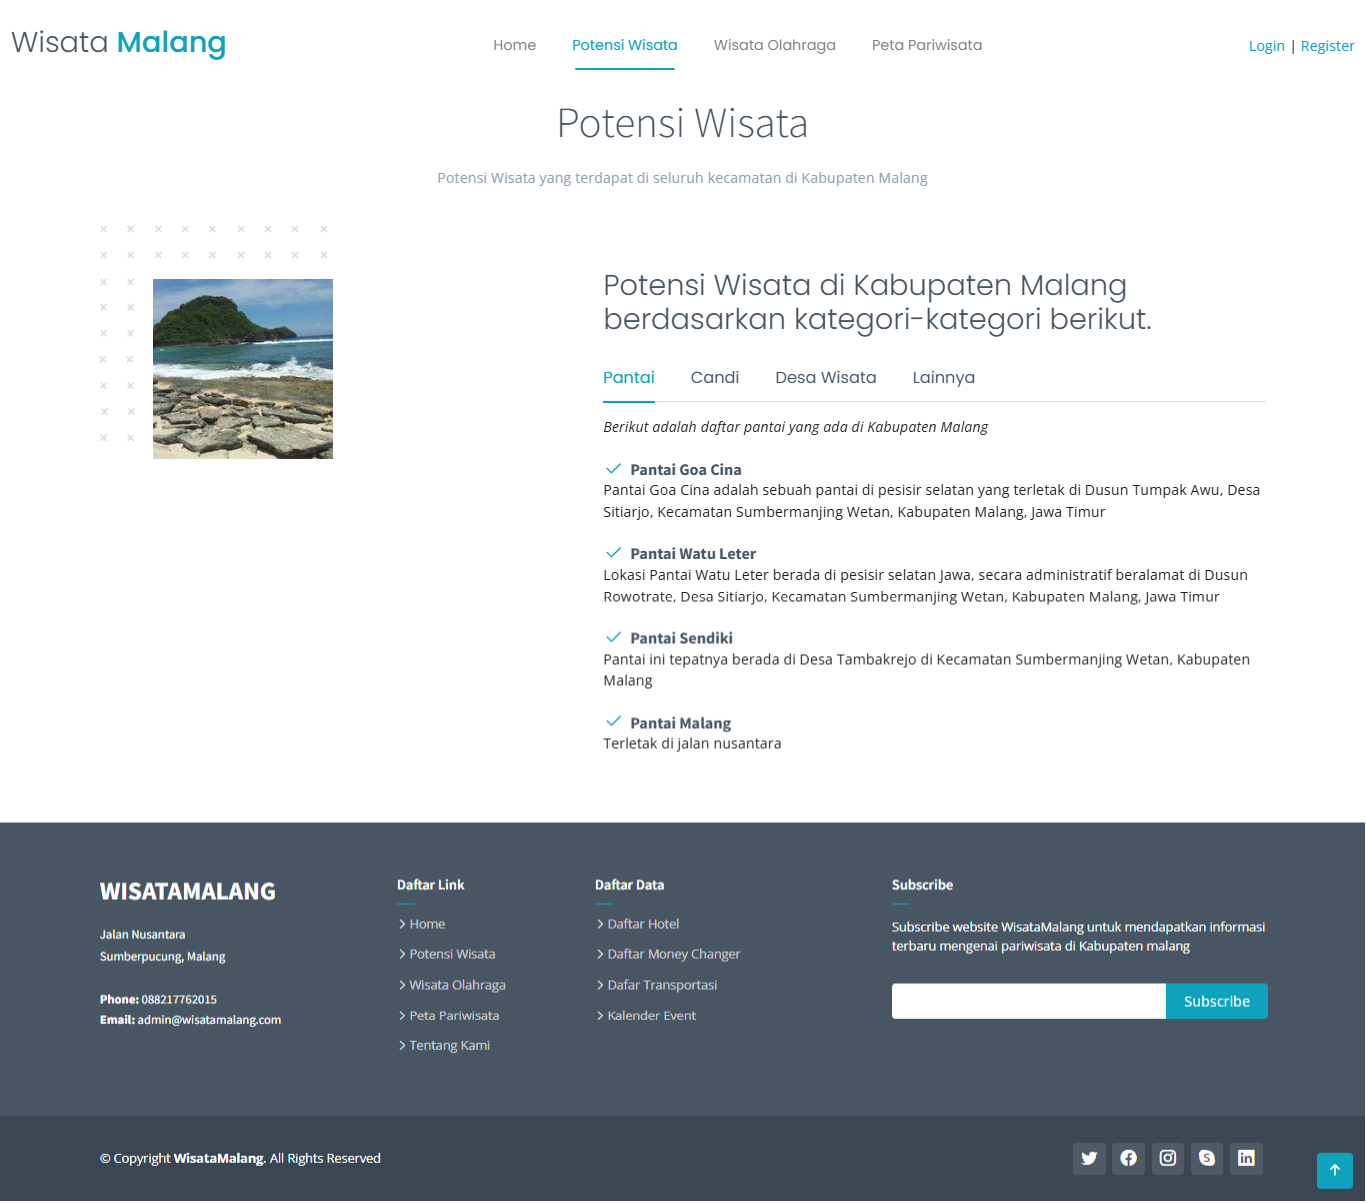 Wisata Malang
Home
Potensi Wisata
Wisata Olahraga
Peta Pariwisata
Login | Register
Potensi Wisata
Potensi Wisata yang terdapat di seluruh kecamatan di Kabupaten Malang
Potensi Wisata di Kabupaten Malang
berdasarkan kategori-kategori berikut.
Pantai
Candi
Desa Wisata
Lainnya
Berikut adalah daftar pantai yang ada di Kabupaten Malang
Pantai Goa Cina
Pantai Goa Cina adalah sebuah pantai di pesisir selatan yang terletak di Dusun Tumpak Awu, Desa
Sitiarjo, Kecamatan Sumbermanjing Wetan, Kabupaten Malang, Jawa Timur
Pantai Watu Leter
Lokasi Pantai Watu Leter berada di pesisir selatan Jawa, secara administratif beralamat di Dusun
Rowotrate, Desa Sitiarjo, Kecamatan Sumbermanjing Wetan, Kabupaten Malang, Jawa Timur
Pantai Sendiki
Pantai ini tepatnya berada di Desa Tambakrejo di Kecamatan Sumbermanjing Wetan, Kabupaten
Malang
Pantai Malang
Terletak di jalan nusantara
WISATAMALANG
Jalan Nusantara
Sumberpucung, Malang
Phone: 088217762015
Email: admin@wisatamalang.com
Daftar Link
Home
Potensi Wisata
Wisata Olahraga
Peta Pariwisata
Tentang Kami
Daftar Data
Daftar Hotel
Daftar Money Changer
Dafar Transportasi
Kalender Event
Subscribe
Subscribe website WisataMalang untuk mendapatkan informasi
terbaru mengenai pariwisata di Kabupaten malang
Subscribe
© Copyright WisataMalang. All Rights Reserved